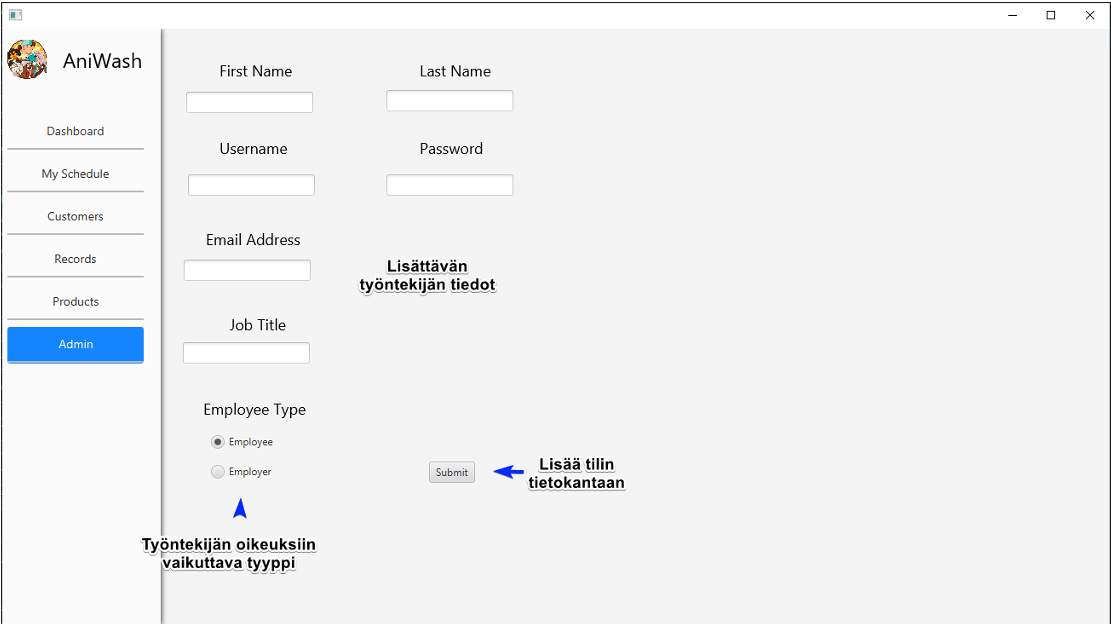 AniWash
Dashboard
My Schedule
Customers
Records
Products
Admin
First Name
Last Name
Username
Password
Email Address
Lisättävän
työntekijän tiedot
Job Title
Employee Type
Employee
Employer
Submit
Lisää tilin
tietokantaan
Työntekijän oikeuksiin
vaikuttava tyyppi